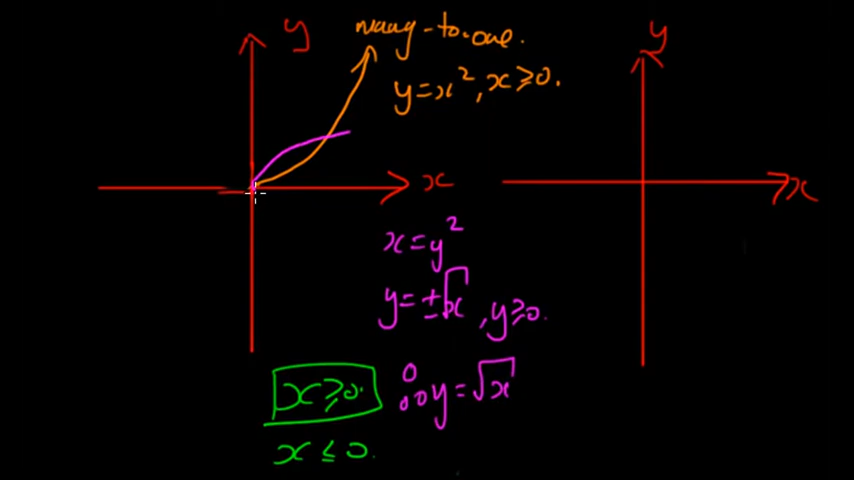 y
many-to-one.
y=x², x≥0.
x
y
x
x=y²
y=±√x, y≥0.
x≥0.
∴y=√x
x≤0.